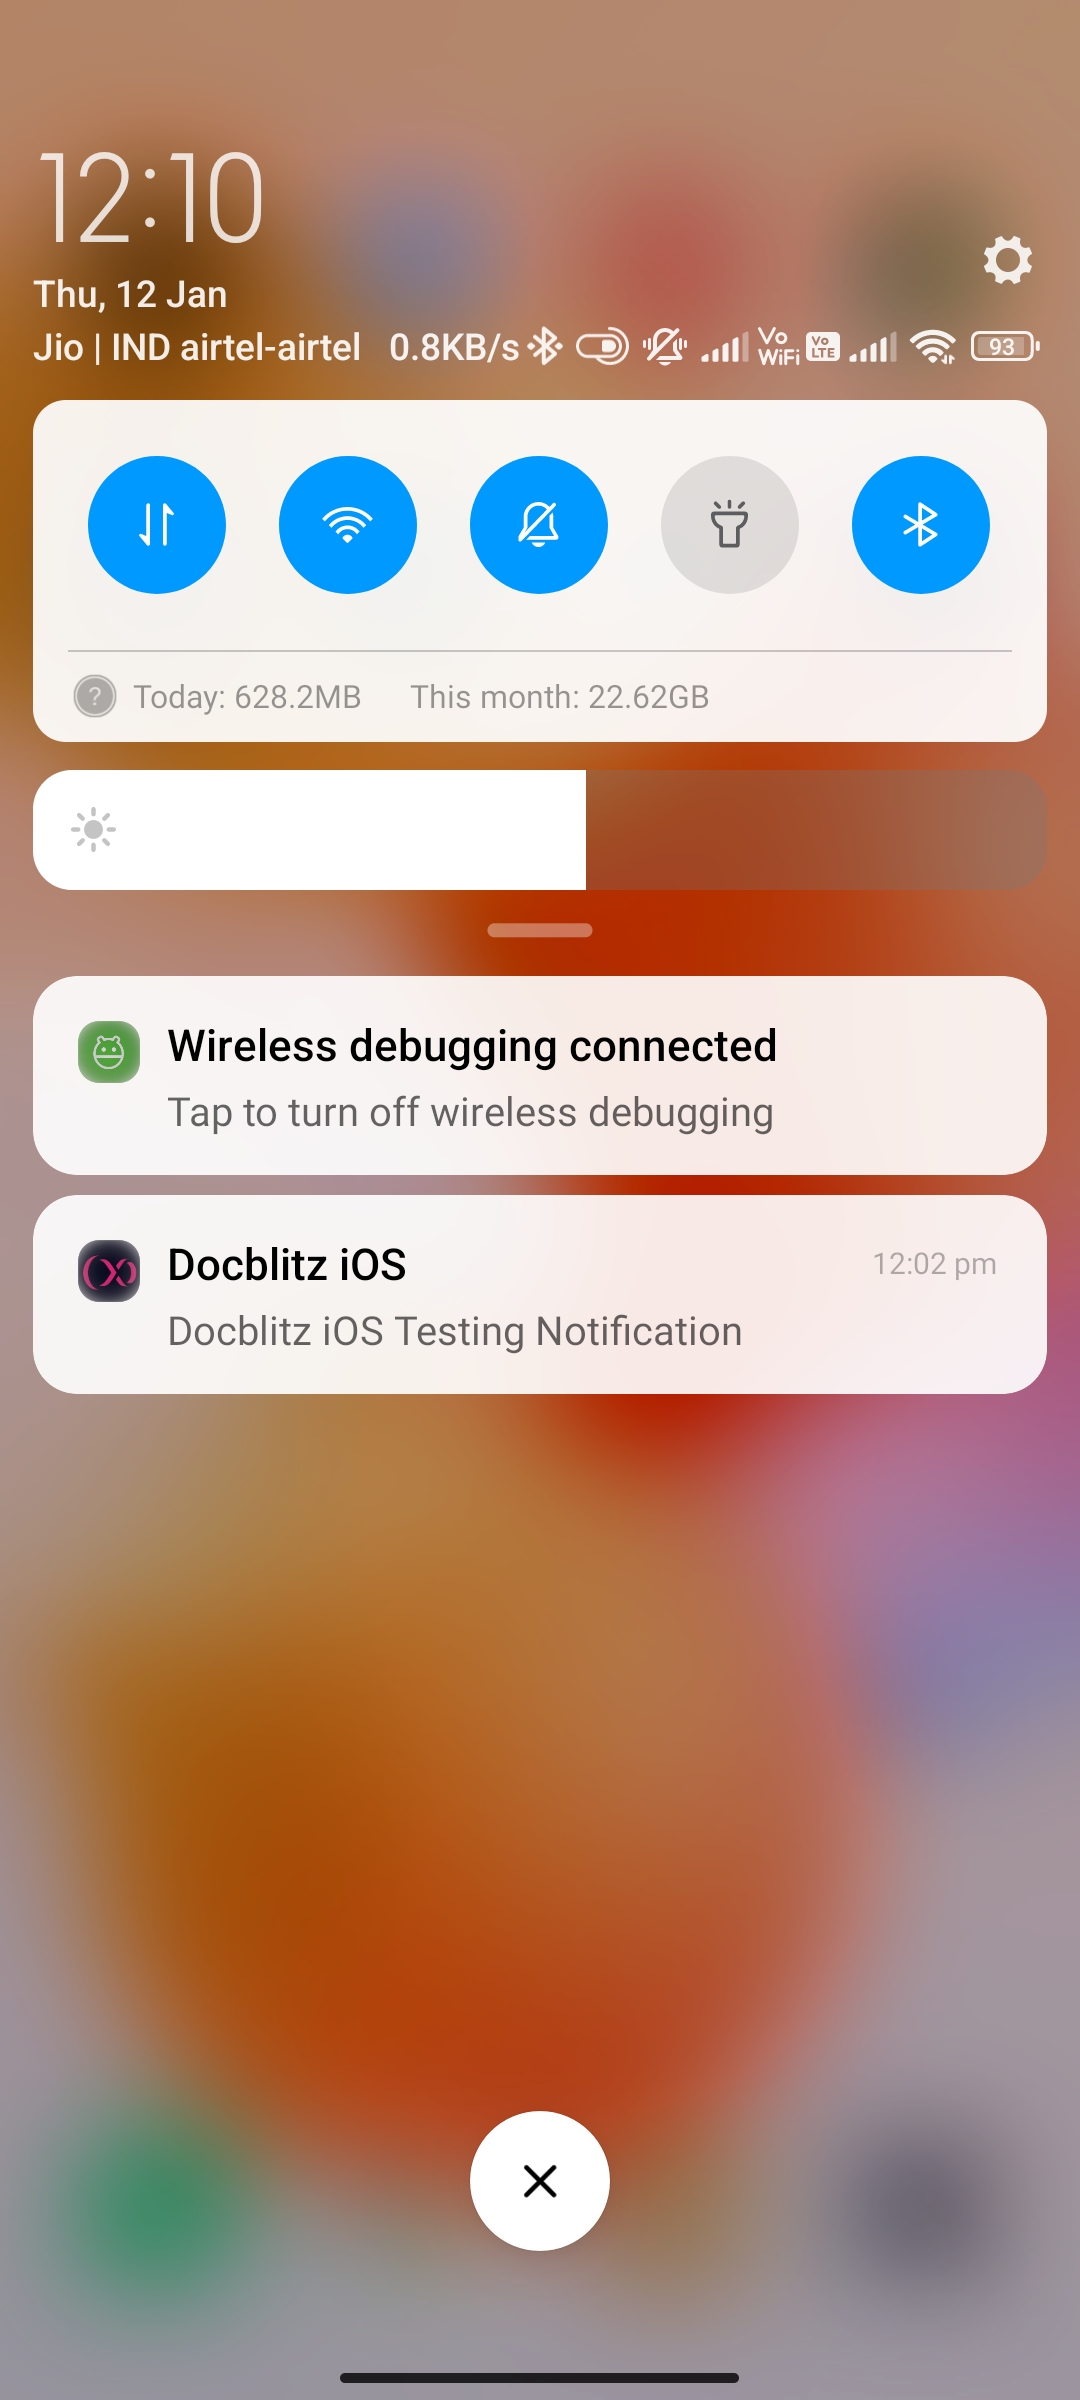 12:10
Thu, 12 Jan
Jio | IND airtel-airtel 0.8KB/s Vo WiFi Vo LTE 93
? Today: 628.2MB This month: 22.62GB
Wireless debugging connected
Tap to turn off wireless debugging
Docblitz iOS 12:02 pm
Docblitz iOS Testing Notification